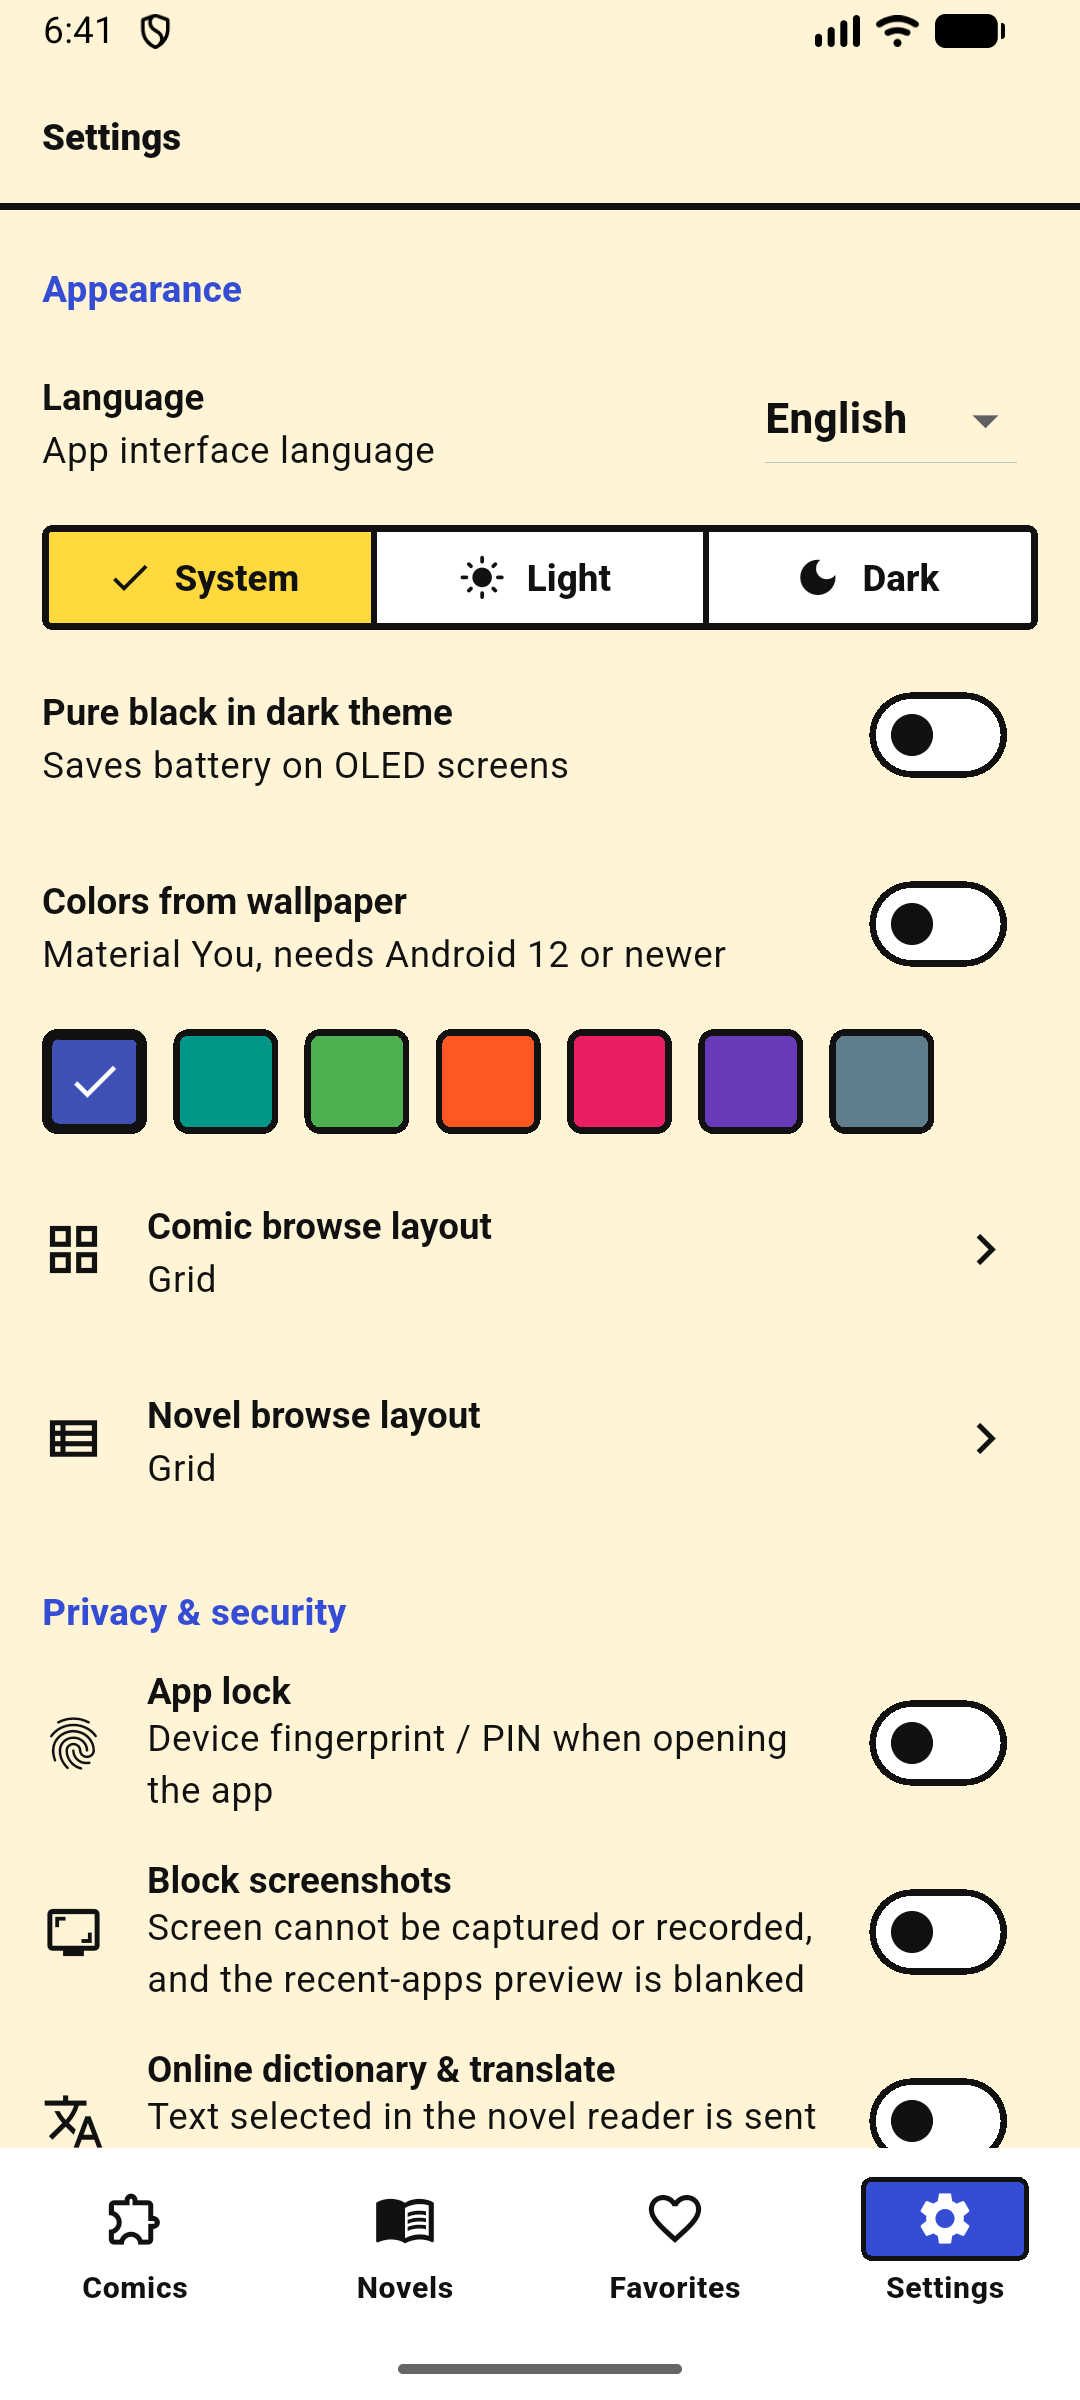 6:41
Settings
Appearance
Language
App interface language
English
System
Light
Dark
Pure black in dark theme
Saves battery on OLED screens
Colors from wallpaper
Material You, needs Android 12 or newer
Comic browse layout
Grid
Novel browse layout
Grid
Privacy & security
App lock
Device fingerprint / PIN when opening
the app
Block screenshots
Screen cannot be captured or recorded,
and the recent-apps preview is blanked
Online dictionary & translate
Text selected in the novel reader is sent
Comics
Novels
Favorites
Settings